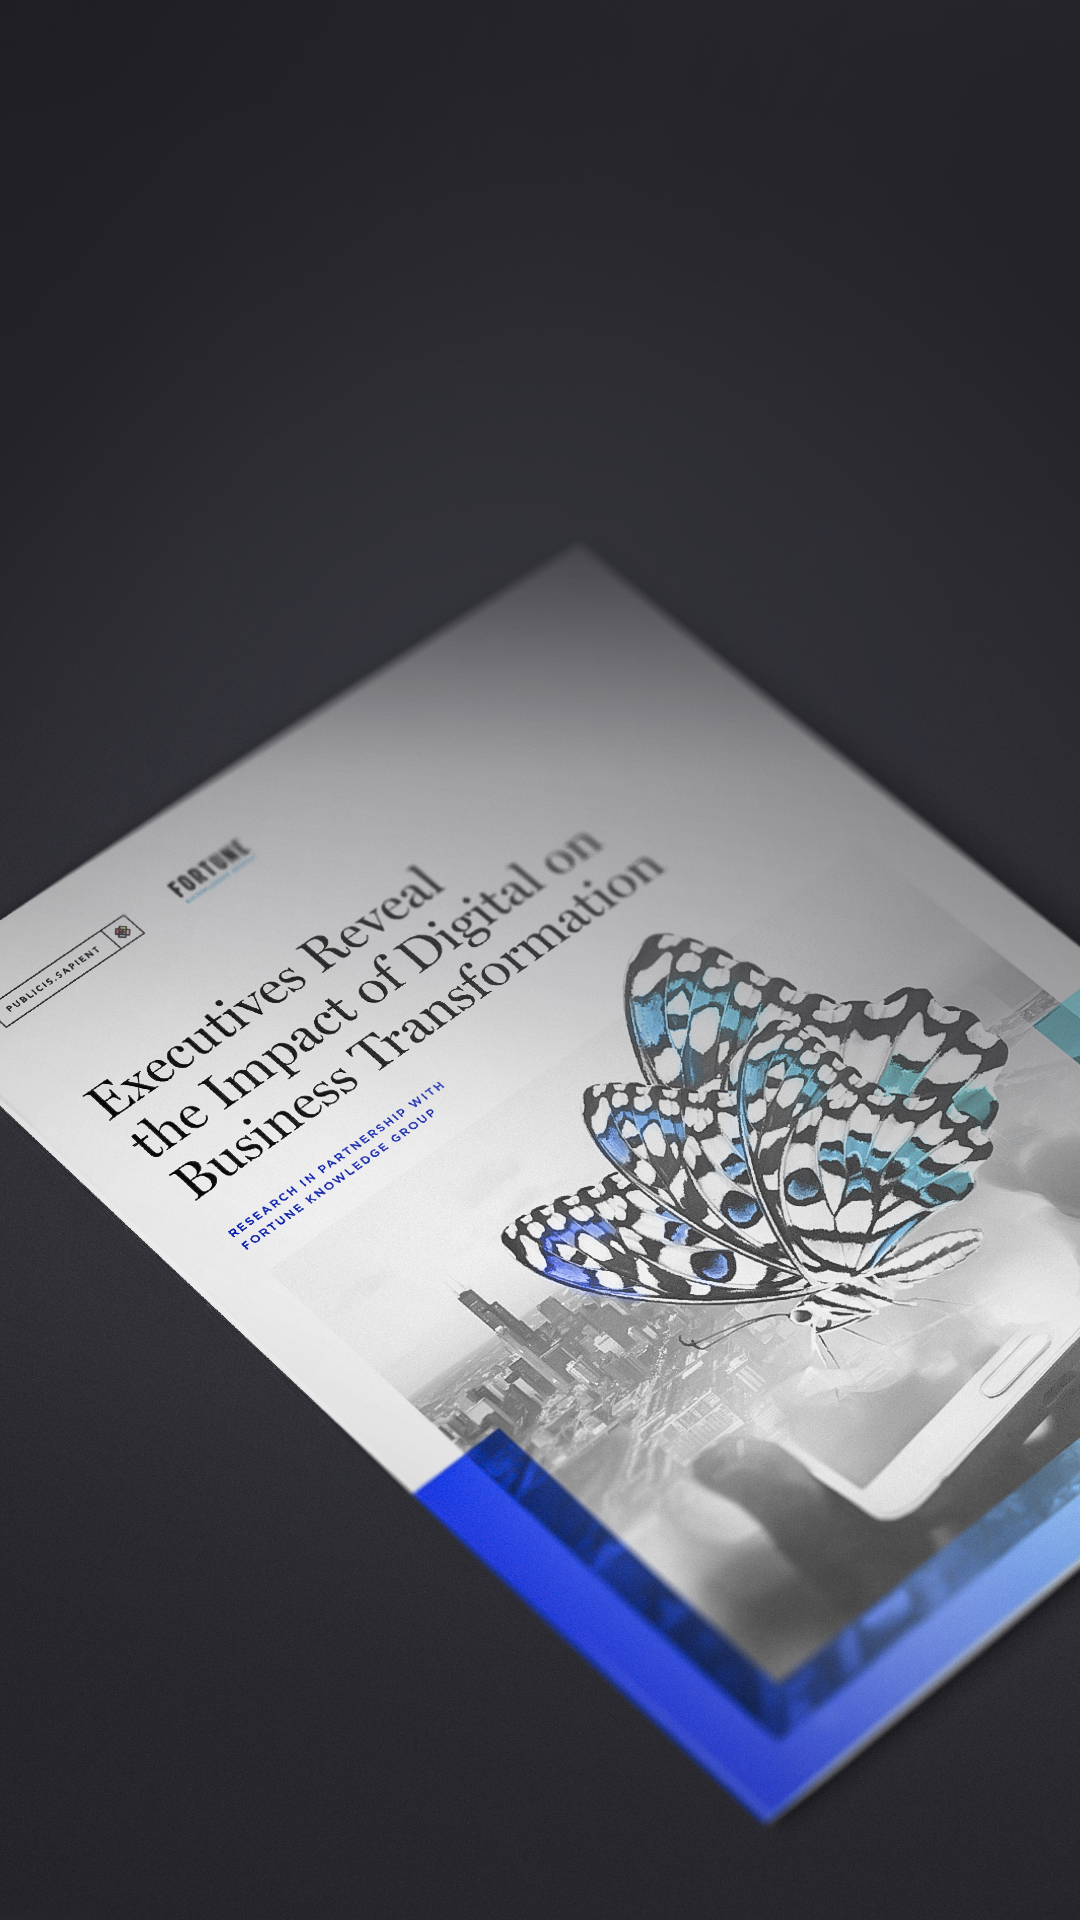 PUBLICIS.SAPIENT
FORTUNE
Executives Reveal
the Impact of Digital on
Business Transformation
RESEARCH IN PARTNERSHIP WITH
FORTUNE KNOWLEDGE GROUP